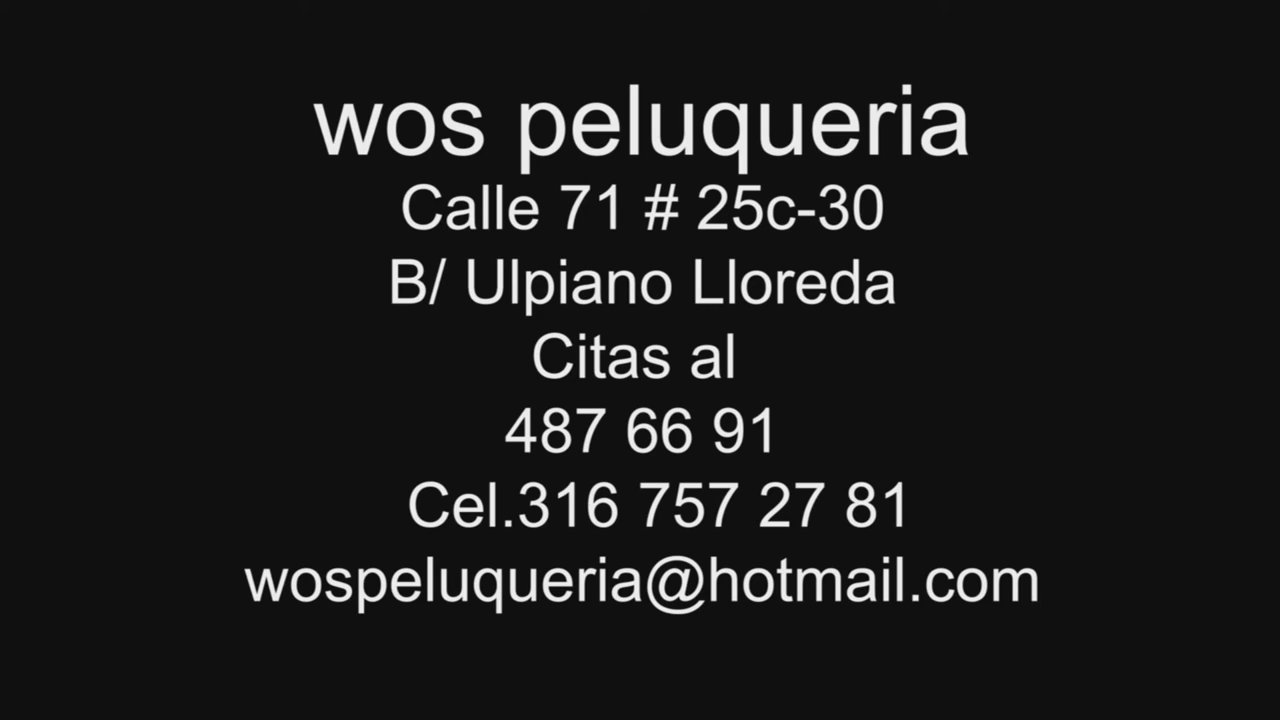 wos peluqueria
Calle 71 # 25c-30
B/ Ulpiano Lloreda
Citas al
487 66 91
Cel.316 757 27 81
wospeluqueria@hotmail.com